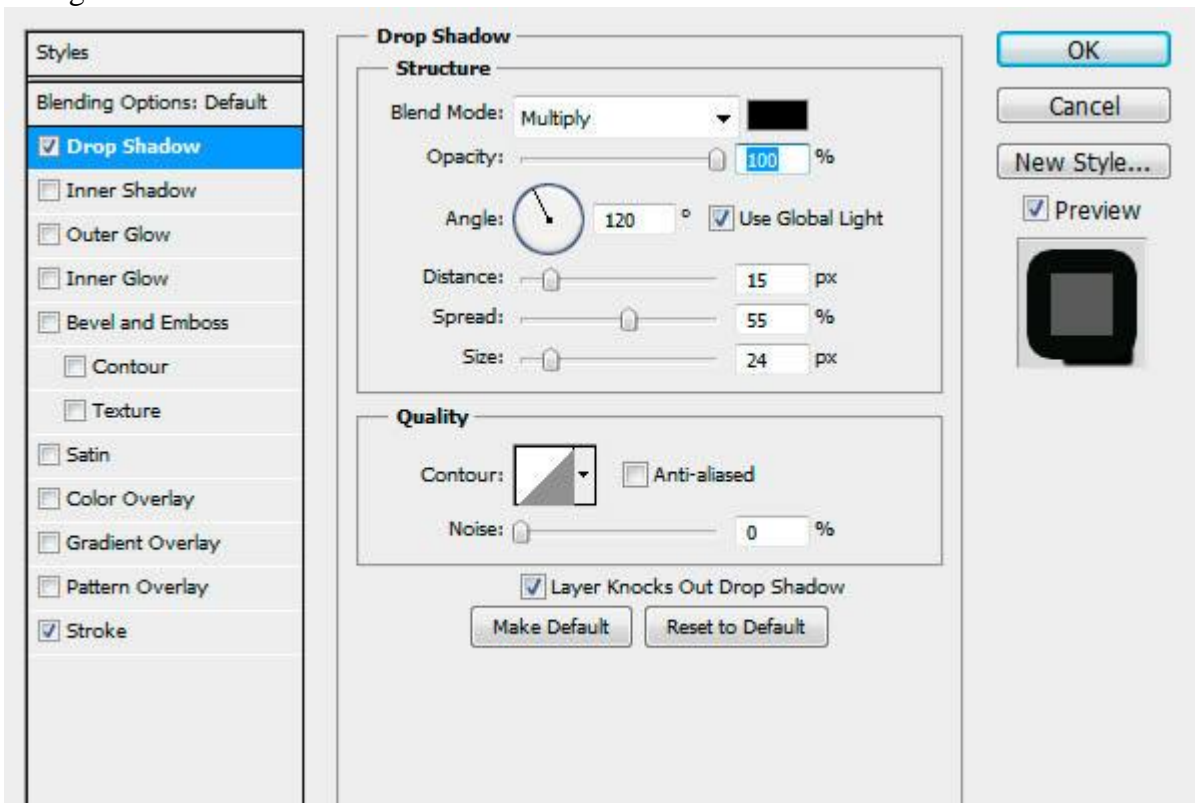 Styles
Blending Options: Default
Drop Shadow
Inner Shadow
Outer Glow
Inner Glow
Bevel and Emboss
Contour
Texture
Satin
Color Overlay
Gradient Overlay
Pattern Overlay
Stroke
Drop Shadow
Structure
Blend Mode: Multiply
Opacity: 100 %
Angle: 120 ° Use Global Light
Distance: 15 px
Spread: 55 %
Size: 24 px
Quality
Contour: Anti-aliased
Noise: 0 %
Layer Knocks Out Drop Shadow
Make Default Reset to Default
OK
Cancel
New Style...
Preview